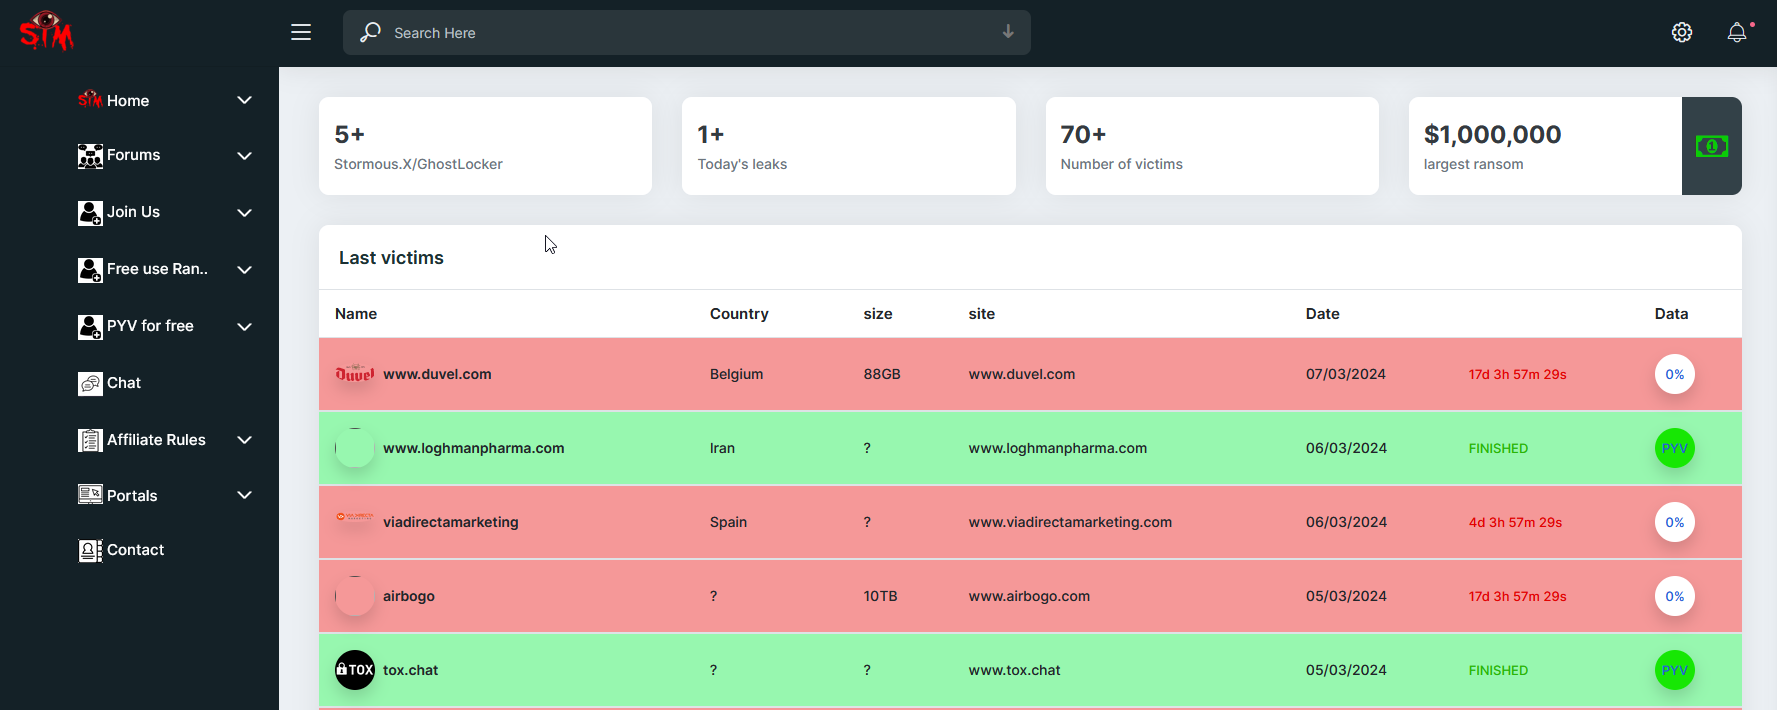 STM
Search Here
Home
Forums
Join Us
Free use Ran..
PYV for free
Chat
Affiliate Rules
Portals
Contact
5+
Stormous.X/GhostLocker
1+
Today's leaks
70+
Number of victims
$1,000,000
largest ransom
1
Last victims
Name Country size site Date Data
Duvel www.duvel.com Belgium 88GB www.duvel.com 07/03/2024 17d 3h 57m 29s 0%
www.loghmanpharma.com Iran ? www.loghmanpharma.com 06/03/2024 FINISHED PYV
viadirectamarketing Spain ? www.viadirectamarketing.com 06/03/2024 4d 3h 57m 29s 0%
airbogo ? 10TB www.airbogo.com 05/03/2024 17d 3h 57m 29s 0%
TOX tox.chat ? ? www.tox.chat 05/03/2024 FINISHED PYV